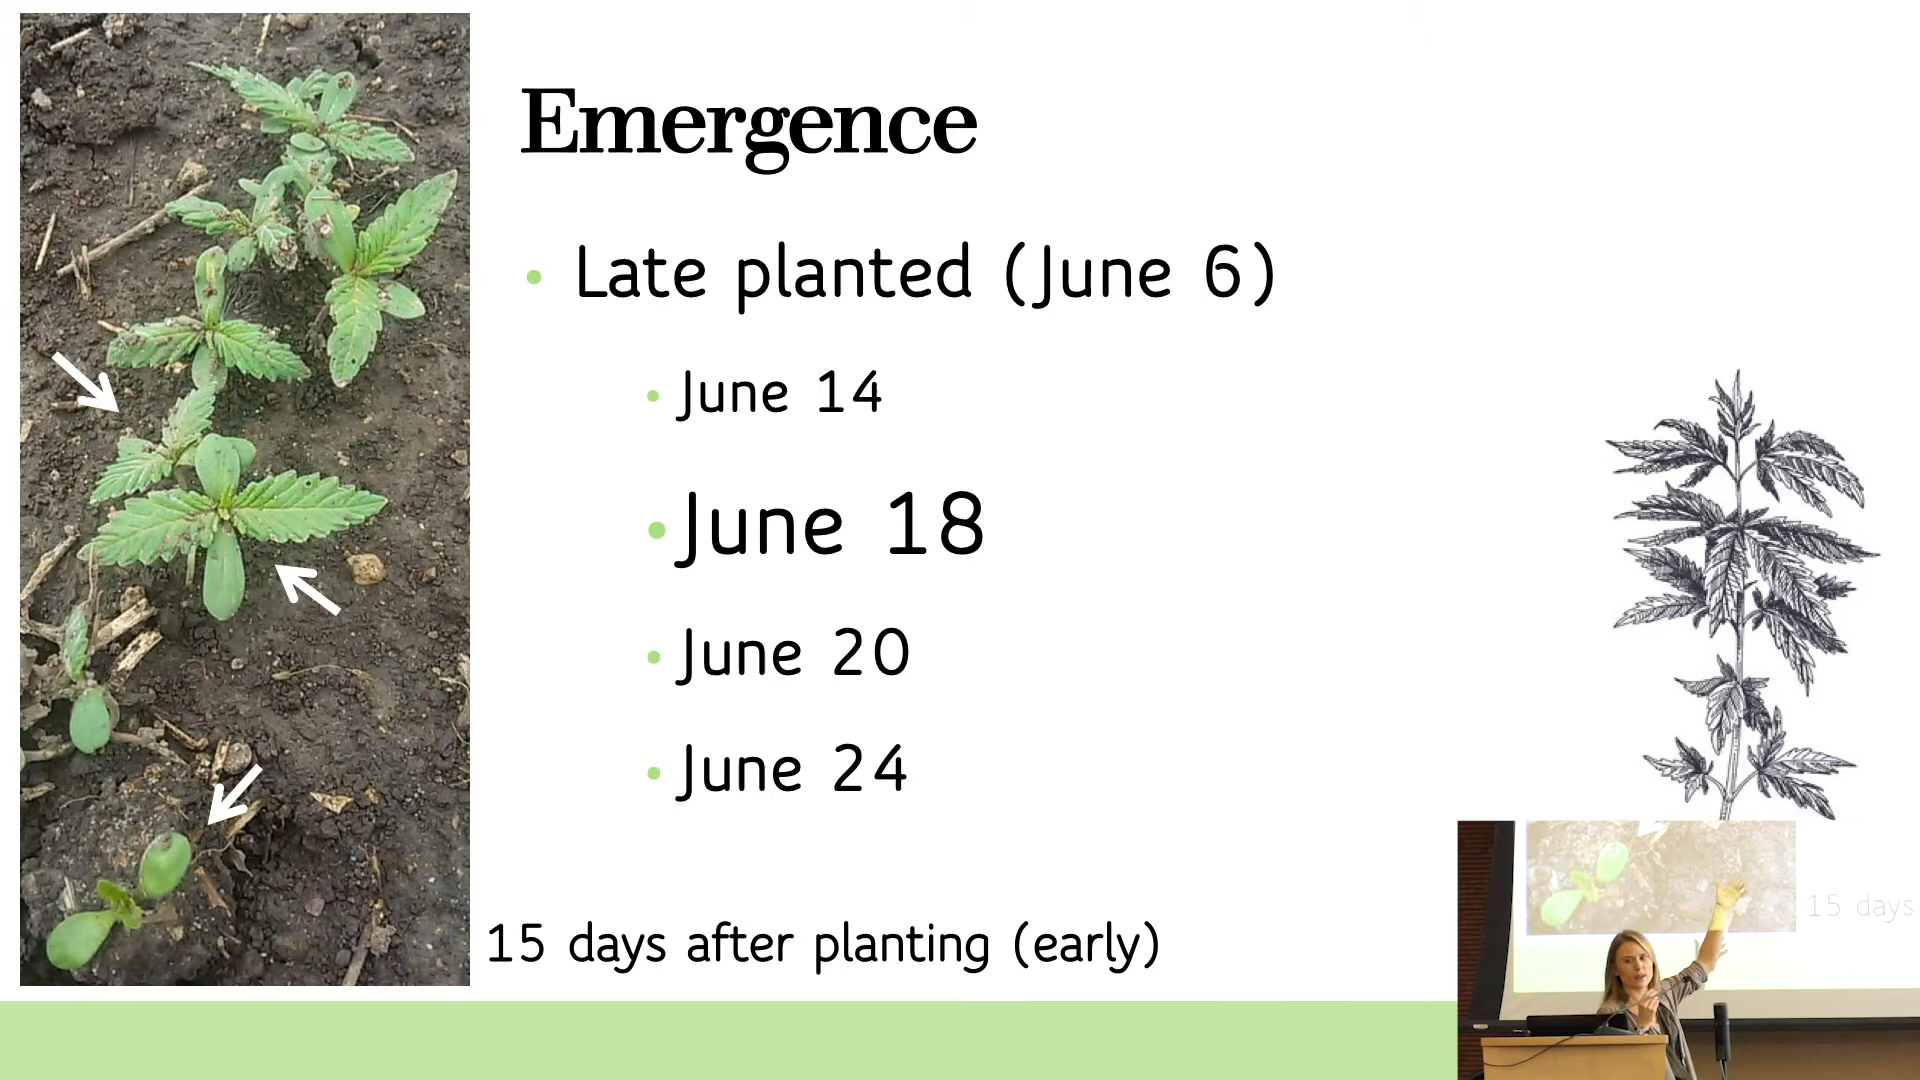 Emergence
Late planted (June 6)
June 14
June 18
June 20
June 24
15 days after planting (early)
15 days